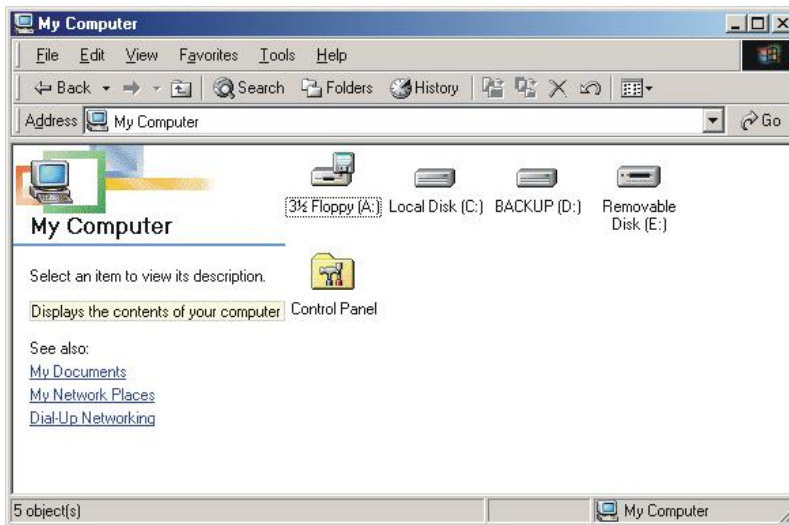 My Computer
File Edit View Favorites Tools Help
Back Search Folders History
Address My Computer Go
My Computer
3½ Floppy (A:) Local Disk (C:) BACKUP (D:) Removable
Disk (E:)
Select an item to view its description.
Displays the contents of your computer
Control Panel
See also:
My Documents
My Network Places
Dial-Up Networking
5 object(s) My Computer